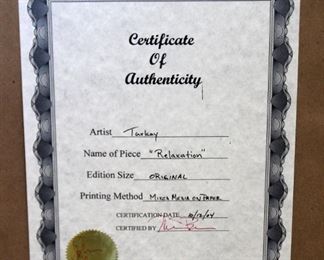 Certificate
Of
Authenticity
Artist Tarkay
Name of Piece "Relaxation"
Edition Size ORIGINAL
Printing Method MIXED MEDIA ON PAPER
CERTIFICATION DATE 10/13/04
CERTIFIED BY